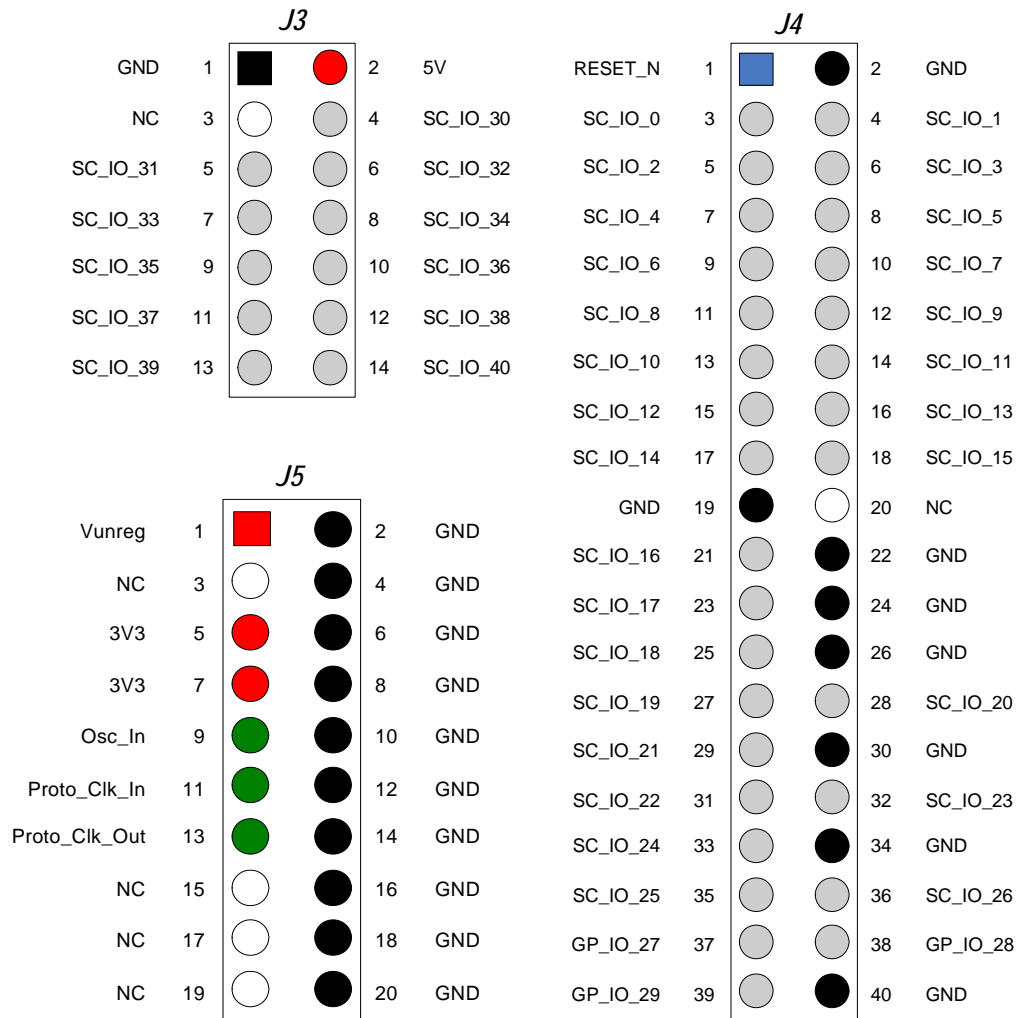 J3
GND 1 2 5V
NC 3 4 SC_IO_30
SC_IO_31 5 6 SC_IO_32
SC_IO_33 7 8 SC_IO_34
SC_IO_35 9 10 SC_IO_36
SC_IO_37 11 12 SC_IO_38
SC_IO_39 13 14 SC_IO_40
J5
Vunreg 1 2 GND
NC 3 4 GND
3V3 5 6 GND
3V3 7 8 GND
Osc_In 9 10 GND
Proto_Clk_In 11 12 GND
Proto_Clk_Out 13 14 GND
NC 15 16 GND
NC 17 18 GND
NC 19 20 GND
J4
RESET_N 1 2 GND
SC_IO_0 3 4 SC_IO_1
SC_IO_2 5 6 SC_IO_3
SC_IO_4 7 8 SC_IO_5
SC_IO_6 9 10 SC_IO_7
SC_IO_8 11 12 SC_IO_9
SC_IO_10 13 14 SC_IO_11
SC_IO_12 15 16 SC_IO_13
SC_IO_14 17 18 SC_IO_15
GND 19 20 NC
SC_IO_16 21 22 GND
SC_IO_17 23 24 GND
SC_IO_18 25 26 GND
SC_IO_19 27 28 SC_IO_20
SC_IO_21 29 30 GND
SC_IO_22 31 32 SC_IO_23
SC_IO_24 33 34 GND
SC_IO_25 35 36 SC_IO_26
GP_IO_27 37 38 GP_IO_28
GP_IO_29 39 40 GND